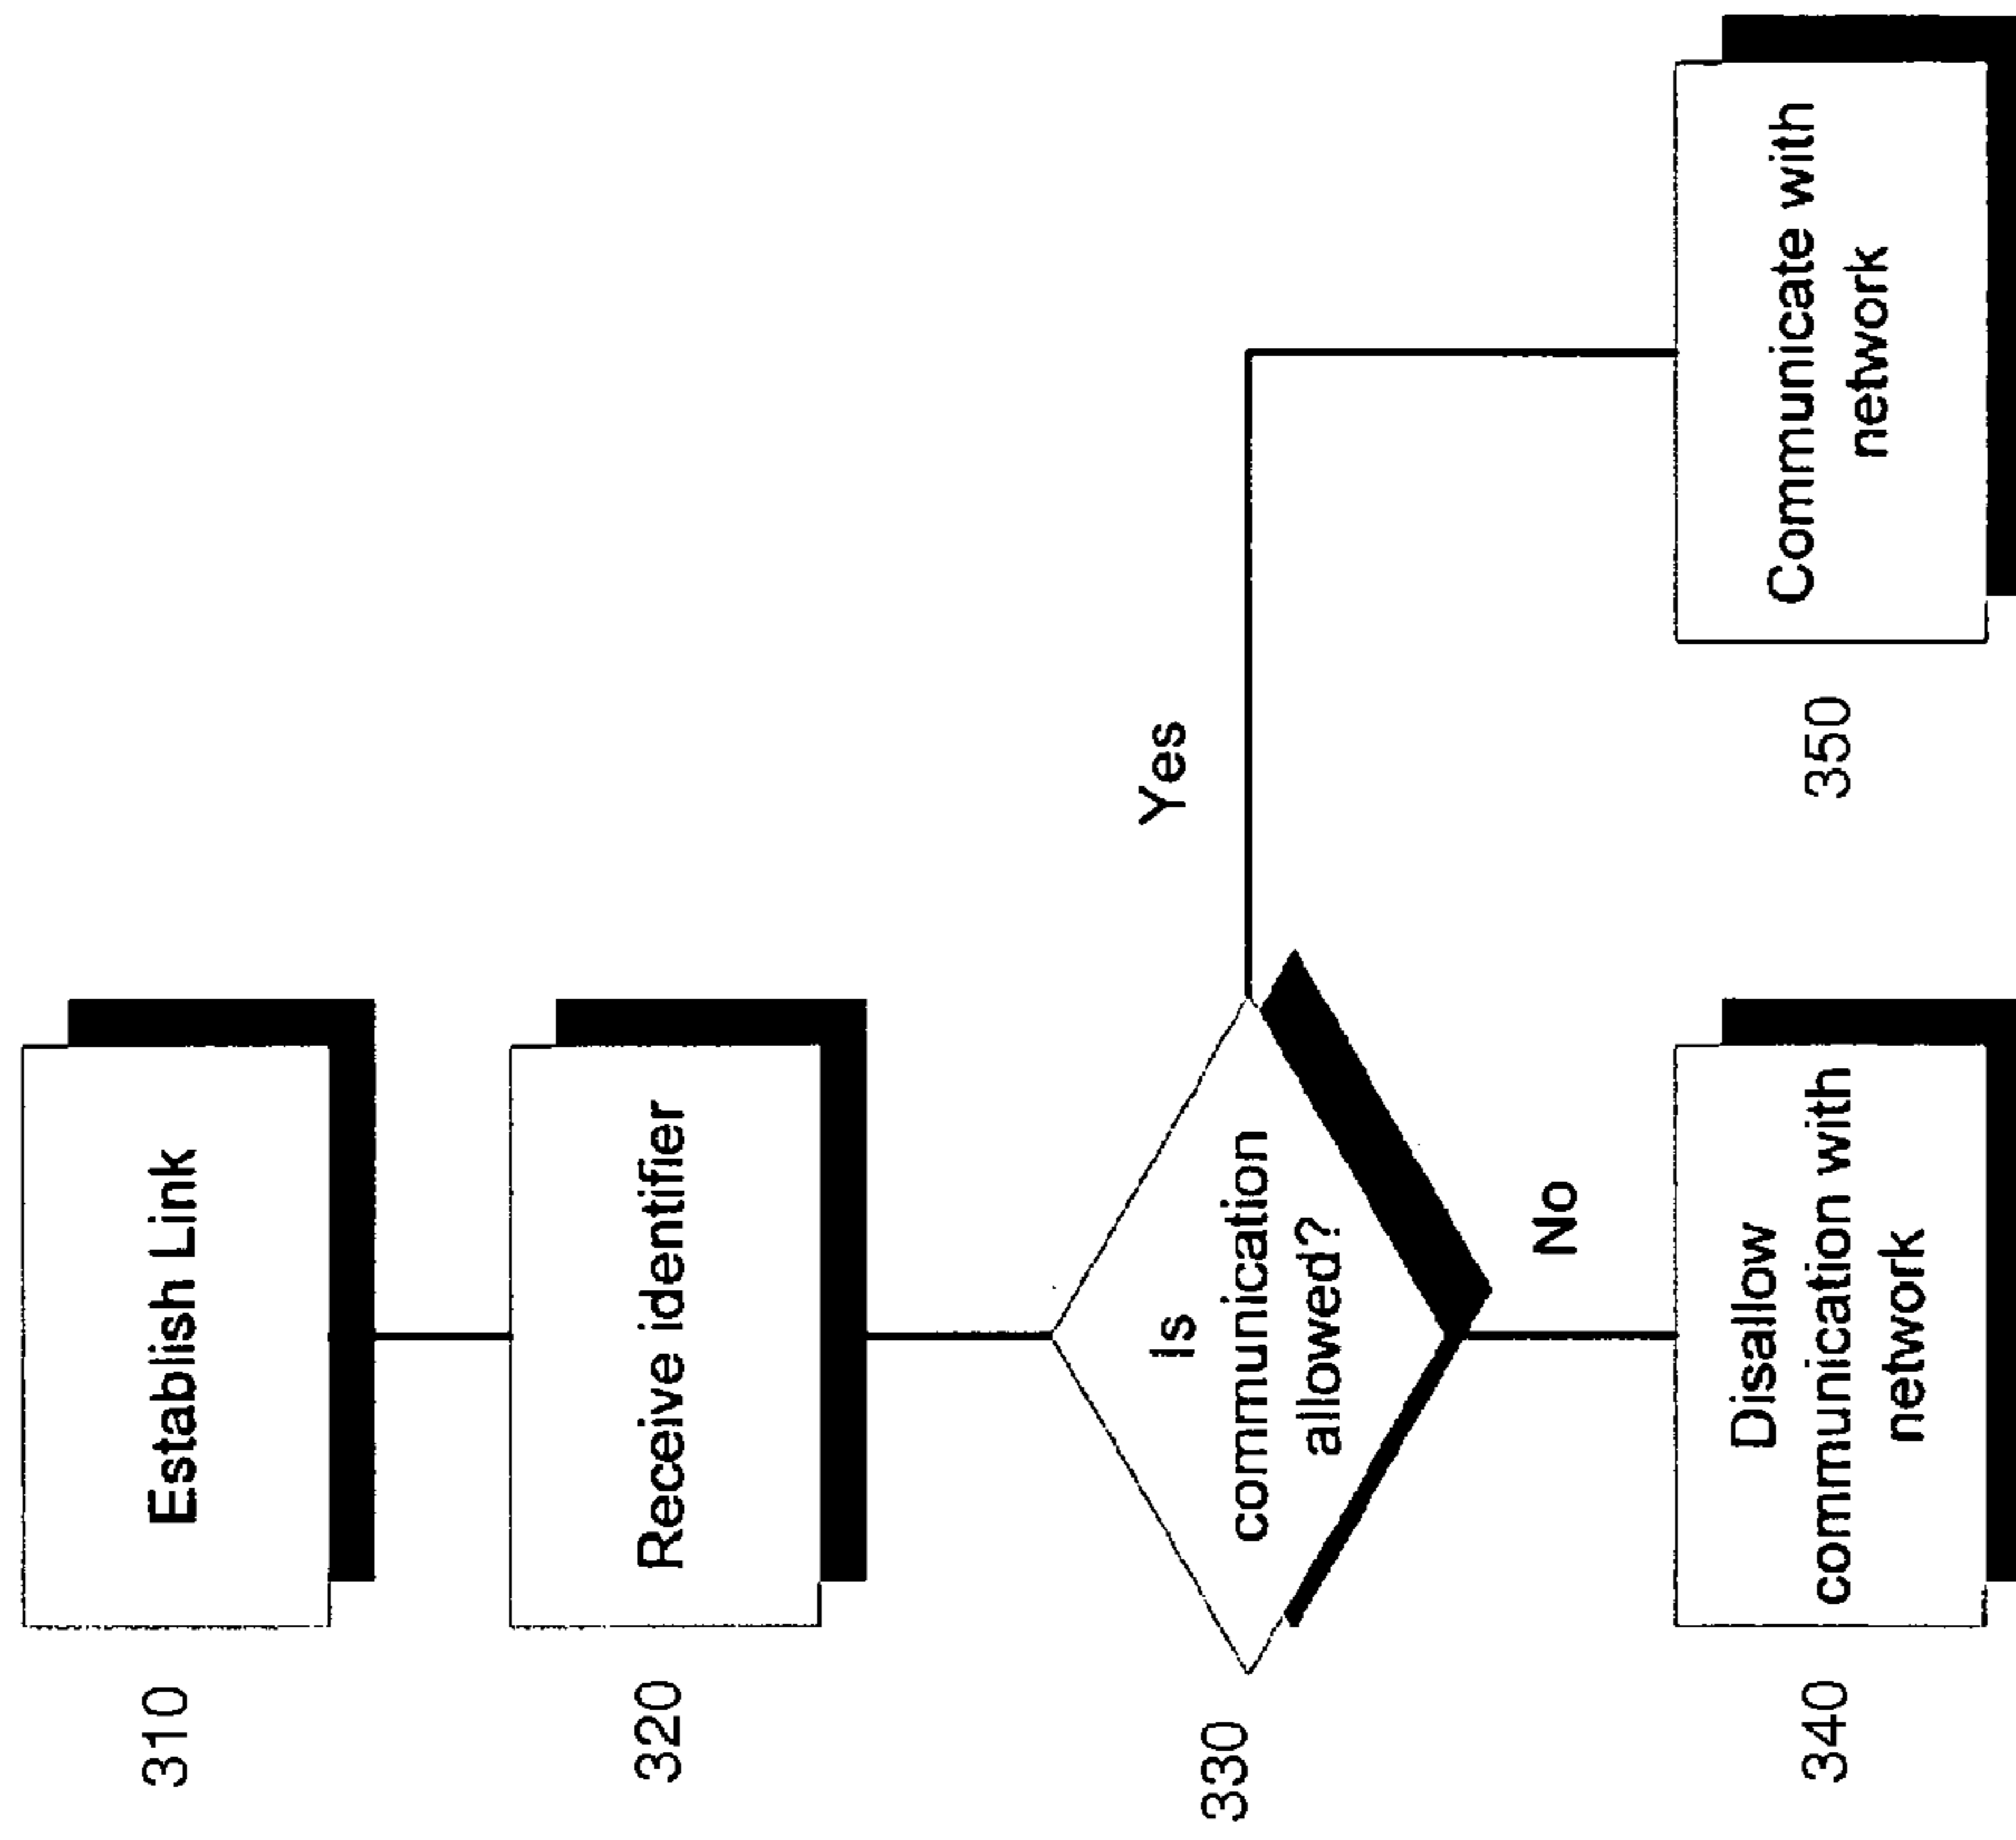 310
Establish Link
320
Receive identifier
330
Is
communication
allowed?
Yes
No
340
Disallow
communication with
network
350
Communicate with
network